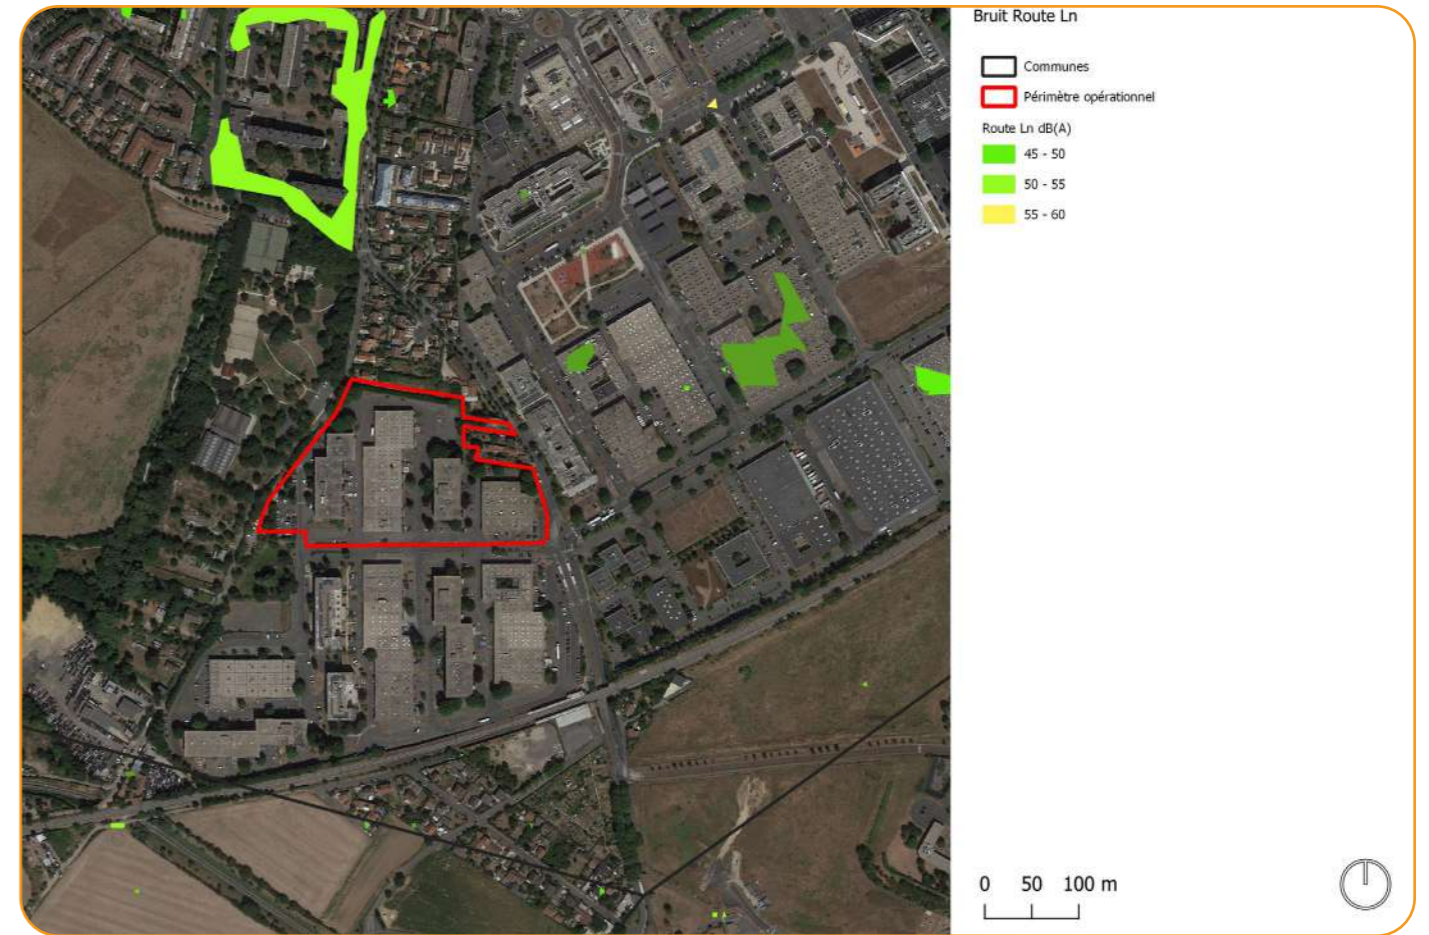 Bruit Route Ln
Communes
Périmètre opérationnel
Route Ln dB(A)
45 - 50
50 - 55
55 - 60
0 50 100 m